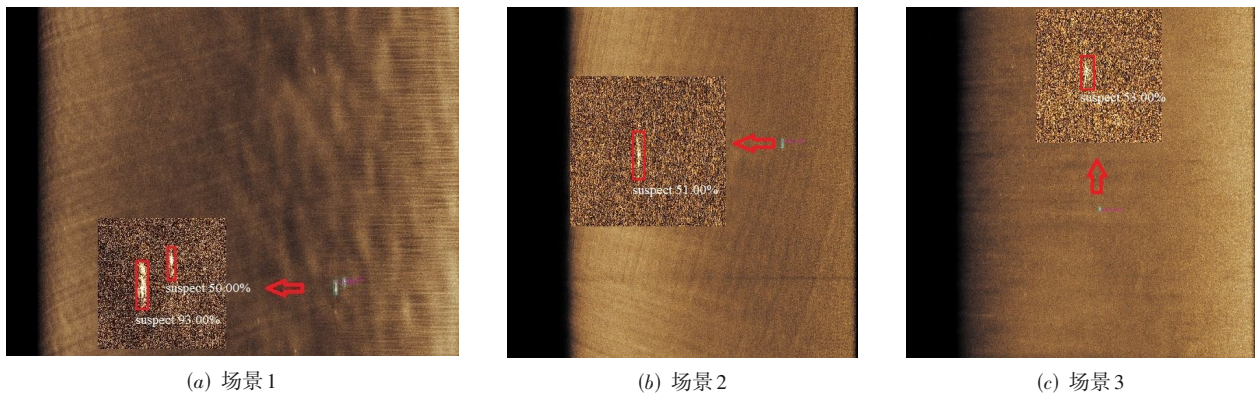 suspect 50.00%
suspect 93.00%
suspect 51.00%
suspect 53.00%
(a) 场景1
(b) 场景2
(c) 场景3